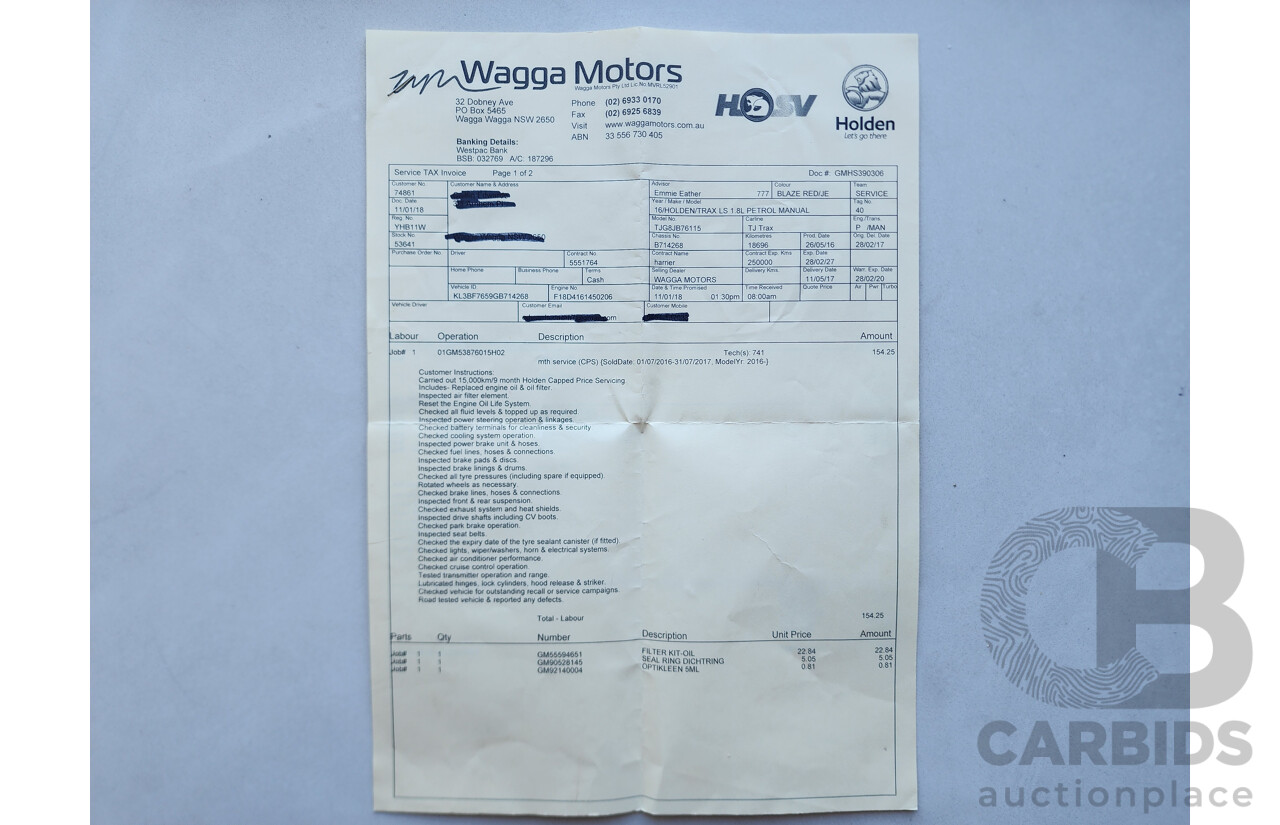 Wagga Motors
Wagga Motors Pty Ltd Lic No.MVRL52901
32 Dobney Ave
PO Box 5465
Wagga Wagga NSW 2650
Phone (02) 6933 0170
Fax (02) 6925 6839
Visit www.waggamotors.com.au
ABN 33 556 730 405
HSV
Holden
Let's go there
Banking Details:
Westpac Bank
BSB: 032769 A/C: 187296
Service TAX Invoice Page 1 of 2 Doc #: GMHS390306
Customer No. Customer Name & Address Advisor Colour Team
74861 Emmie Eather 777 BLAZE RED/JE SERVICE
Doc. Date Year / Make / Model Tag No
11/01/18 16/HOLDEN/TRAX LS 1.8L PETROL MANUAL 40
Reg. No. Model No. Carline Eng./Trans.
YHB11W TJG8JB76115 TJ Trax P /MAN
Stock No. Chassis No. Kilometres Prod. Date Orig. Del. Date
53641 B714268 18696 26/05/16 28/02/17
Purchase Order No. Driver Contract No. Contract Name Contract Exp. Kms Exp. Date
5551764 harner 250000 28/02/27
Home Phone Business Phone Terms Selling Dealer Delivery Kms. Delivery Date Warr. Exp. Date
Cash WAGGA MOTORS 11/05/17 28/02/20
Vehicle ID Engine No. Date & Time Promised Time Received Quote Price Air Pwr Turbo
KL3BF7659GB714268 F18D4161450206 11/01/18 01:30pm 08:00am
Vehicle Driver Customer Email Customer Mobile
om
Labour Operation Description Amount
Job# 1 01GM53876015H02 Tech(s): 741 154.25
mth service (CPS) {SoldDate: 01/07/2016-31/07/2017, ModelYr: 2016-}
Customer Instructions:
Carried out 15,000km/9 month Holden Capped Price Servicing
Includes- Replaced engine oil & oil filter.
Inspected air filter element.
Reset the Engine Oil Life System.
Checked all fluid levels & topped up as required
Inspected power steering operation & linkages.
Checked battery terminals for cleanliness & security
Checked cooling system operation.
Inspected power brake unit & hoses.
Checked fuel lines, hoses & connections.
Inspected brake pads & discs.
Inspected brake linings & drums.
Checked all tyre pressures (including spare if equipped).
Rotated wheels as necessary.
Checked brake lines, hoses & connections.
Inspected front & rear suspension.
Checked exhaust system and heat shields.
Inspected drive shafts including CV boots.
Checked park brake operation.
Inspected seat belts.
Checked the expiry date of the tyre sealant canister (if fitted)
Checked lights, wiper/washers, horn & electrical systems.
Checked air conditioner performance.
Checked cruise control operation.
Tested transmitter operation and range.
Lubricated hinges, lock cylinders, hood release & striker.
Checked vehicle for outstanding recall or service campaigns.
Road tested vehicle & reported any defects.
Total - Labour 154.25
Parts Qty Number Description Unit Price Amount
Job# 1 1 GM55594651 FILTER KIT-OIL 22.84 22.84
Job# 1 1 GM90528145 SEAL RING DICHTRING 5.05 5.05
Job# 1 1 GM92140004 OPTIKLEEN 5ML 0.81 0.81
CB
CARBIDS
auctionplace